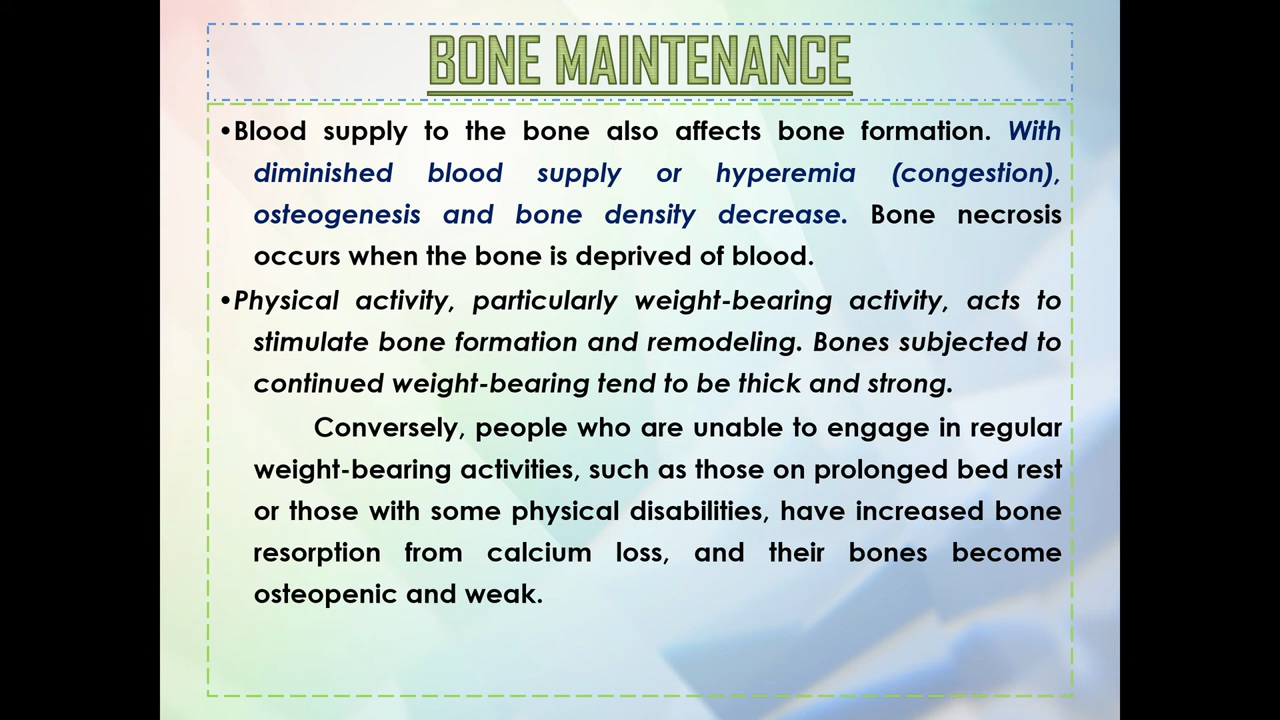 BONE MAINTENANCE
•Blood supply to the bone also affects bone formation. With
diminished blood supply or hyperemia (congestion),
osteogenesis and bone density decrease. Bone necrosis
occurs when the bone is deprived of blood.
•Physical activity, particularly weight-bearing activity, acts to
stimulate bone formation and remodeling. Bones subjected to
continued weight-bearing tend to be thick and strong.
Conversely, people who are unable to engage in regular
weight-bearing activities, such as those on prolonged bed rest
or those with some physical disabilities, have increased bone
resorption from calcium loss, and their bones become
osteopenic and weak.